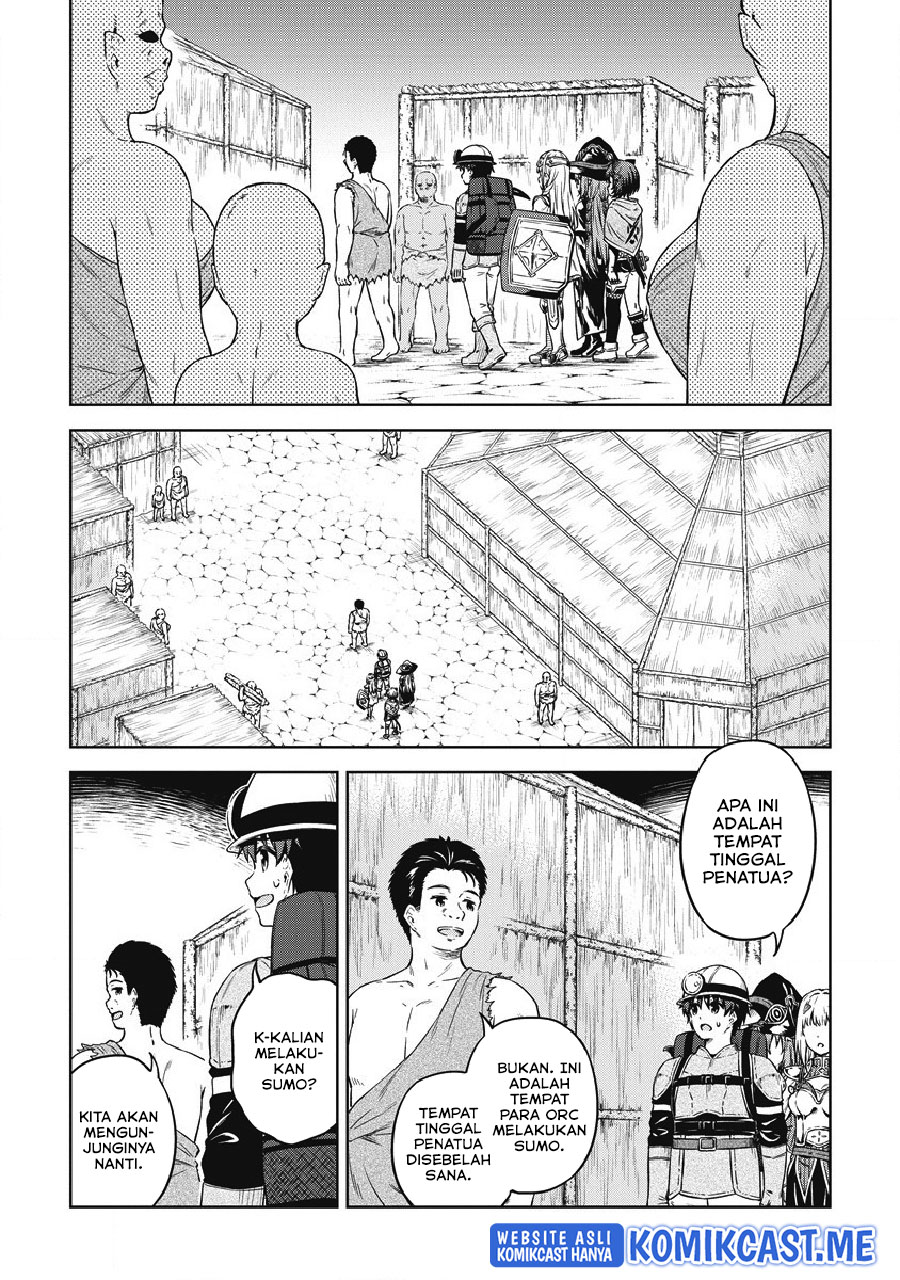 APA INI
ADALAH
TEMPAT
TINGGAL
PENATUA?
BUKAN. INI
ADALAH
TEMPAT
PARA ORC
MELAKUKAN
SUMO.
TEMPAT
TINGGAL
PENATUA
DISEBELAH
SANA.
K-KALIAN
MELAKU-
KAN
SUMO?
KITA AKAN
MENGUN-
JUNGINYA
NANTI.
WEBSITE ASLI
KOMIKCAST HANYA
KOMIKCAST.ME